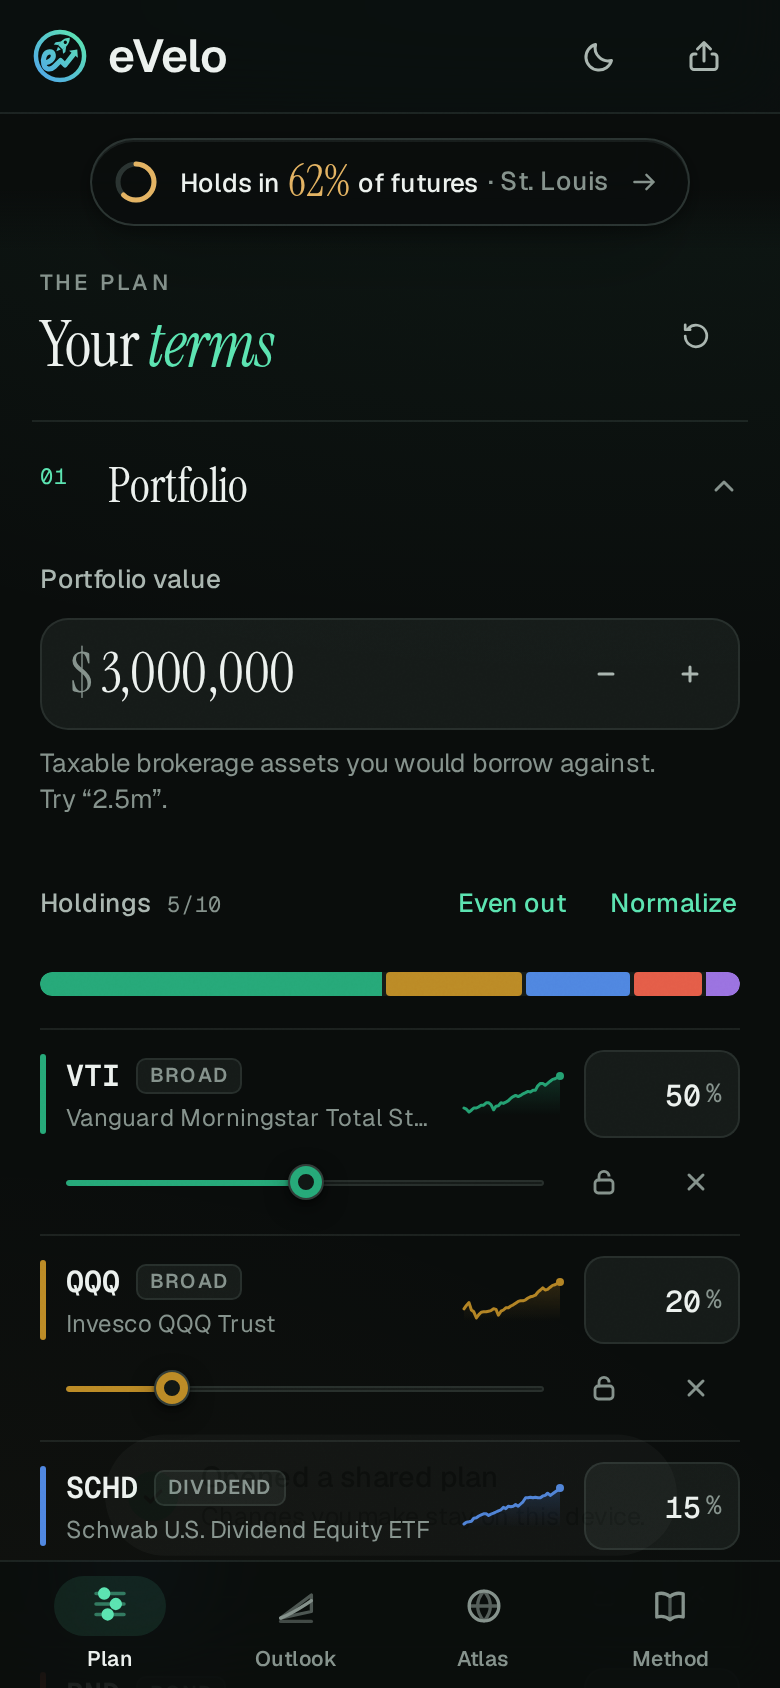 eVelo
Holds in 62% of futures · St. Louis →
THE PLAN
Your terms
01 Portfolio
Portfolio value
$ 3,000,000
− +
Taxable brokerage assets you would borrow against.
Try “2.5m”.
Holdings 5/10 Even out Normalize
VTI BROAD 50 %
Vanguard Morningstar Total St...
QQQ BROAD 20 %
Invesco QQQ Trust
Opened a shared plan
SCHD DIVIDEND 15 %
Schwab U.S. Dividend Equity ETF
Plan Outlook Atlas Method